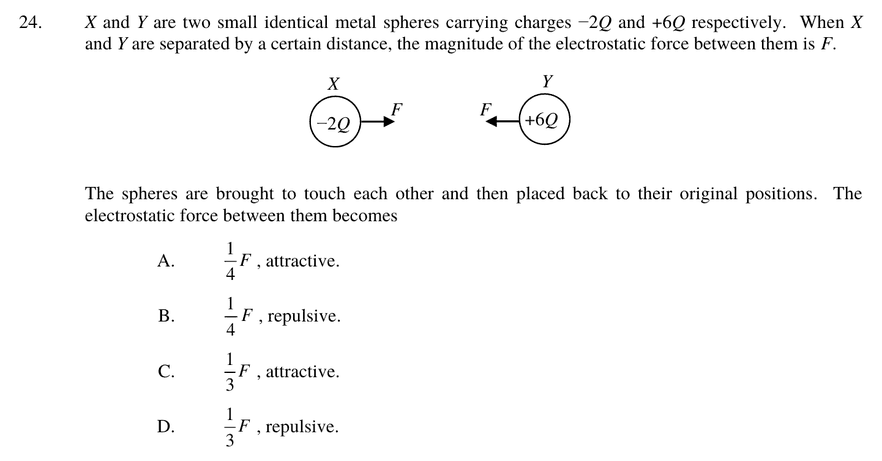 24. X and Y are two small identical metal spheres carrying charges −2Q and +6Q respectively. When X
and Y are separated by a certain distance, the magnitude of the electrostatic force between them is F.
X Y
−2Q F F +6Q
The spheres are brought to touch each other and then placed back to their original positions. The
electrostatic force between them becomes
A. 1/4 F , attractive.
B. 1/4 F , repulsive.
C. 1/3 F , attractive.
D. 1/3 F , repulsive.